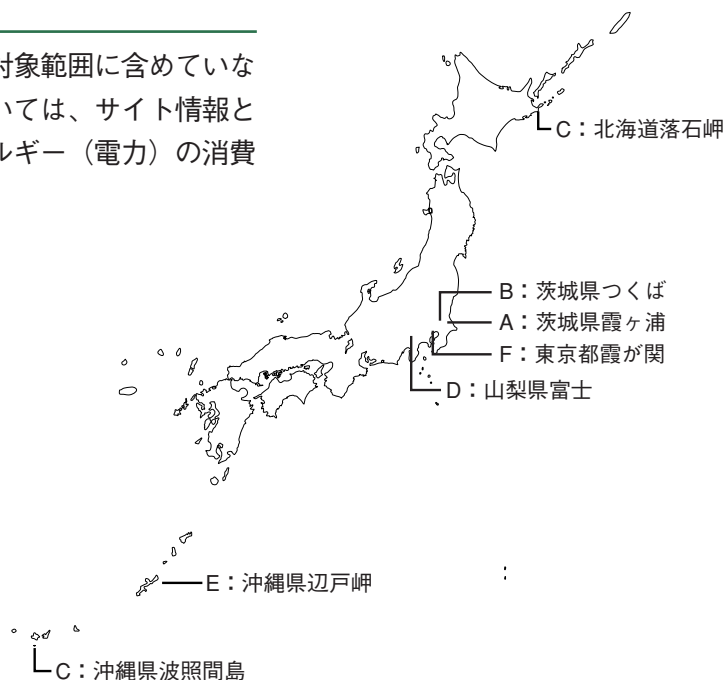 対象範囲に含めていな
いては、サイト情報と
ルギー（電力）の消費
C：北海道落石岬
B：茨城県つくば
A：茨城県霞ヶ浦
F：東京都霞が関
D：山梨県富士
E：沖縄県辺戸岬
C：沖縄県波照間島